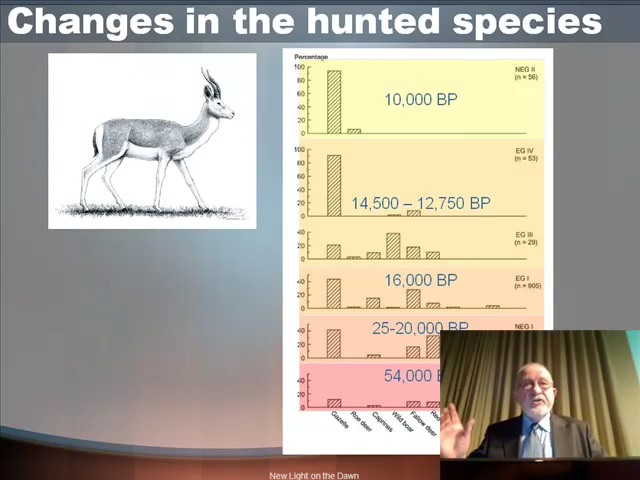 Changes in the hunted species
Percentage
100
80
60
40
20
0
NEG II
(n = 56)
10,000 BP
100
80
60
40
20
0
EG IV
(n = 53)
14,500 – 12,750 BP
40
20
0
EG III
(n = 29)
40
20
0
16,000 BP
EG I
(n = 905)
40
20
0
25-20,000 BP
NEG I
40
20
0
54,000
Gazelle
Roe deer
Caprines
Wild boar
Fallow deer
Red
New Light on the Dawn